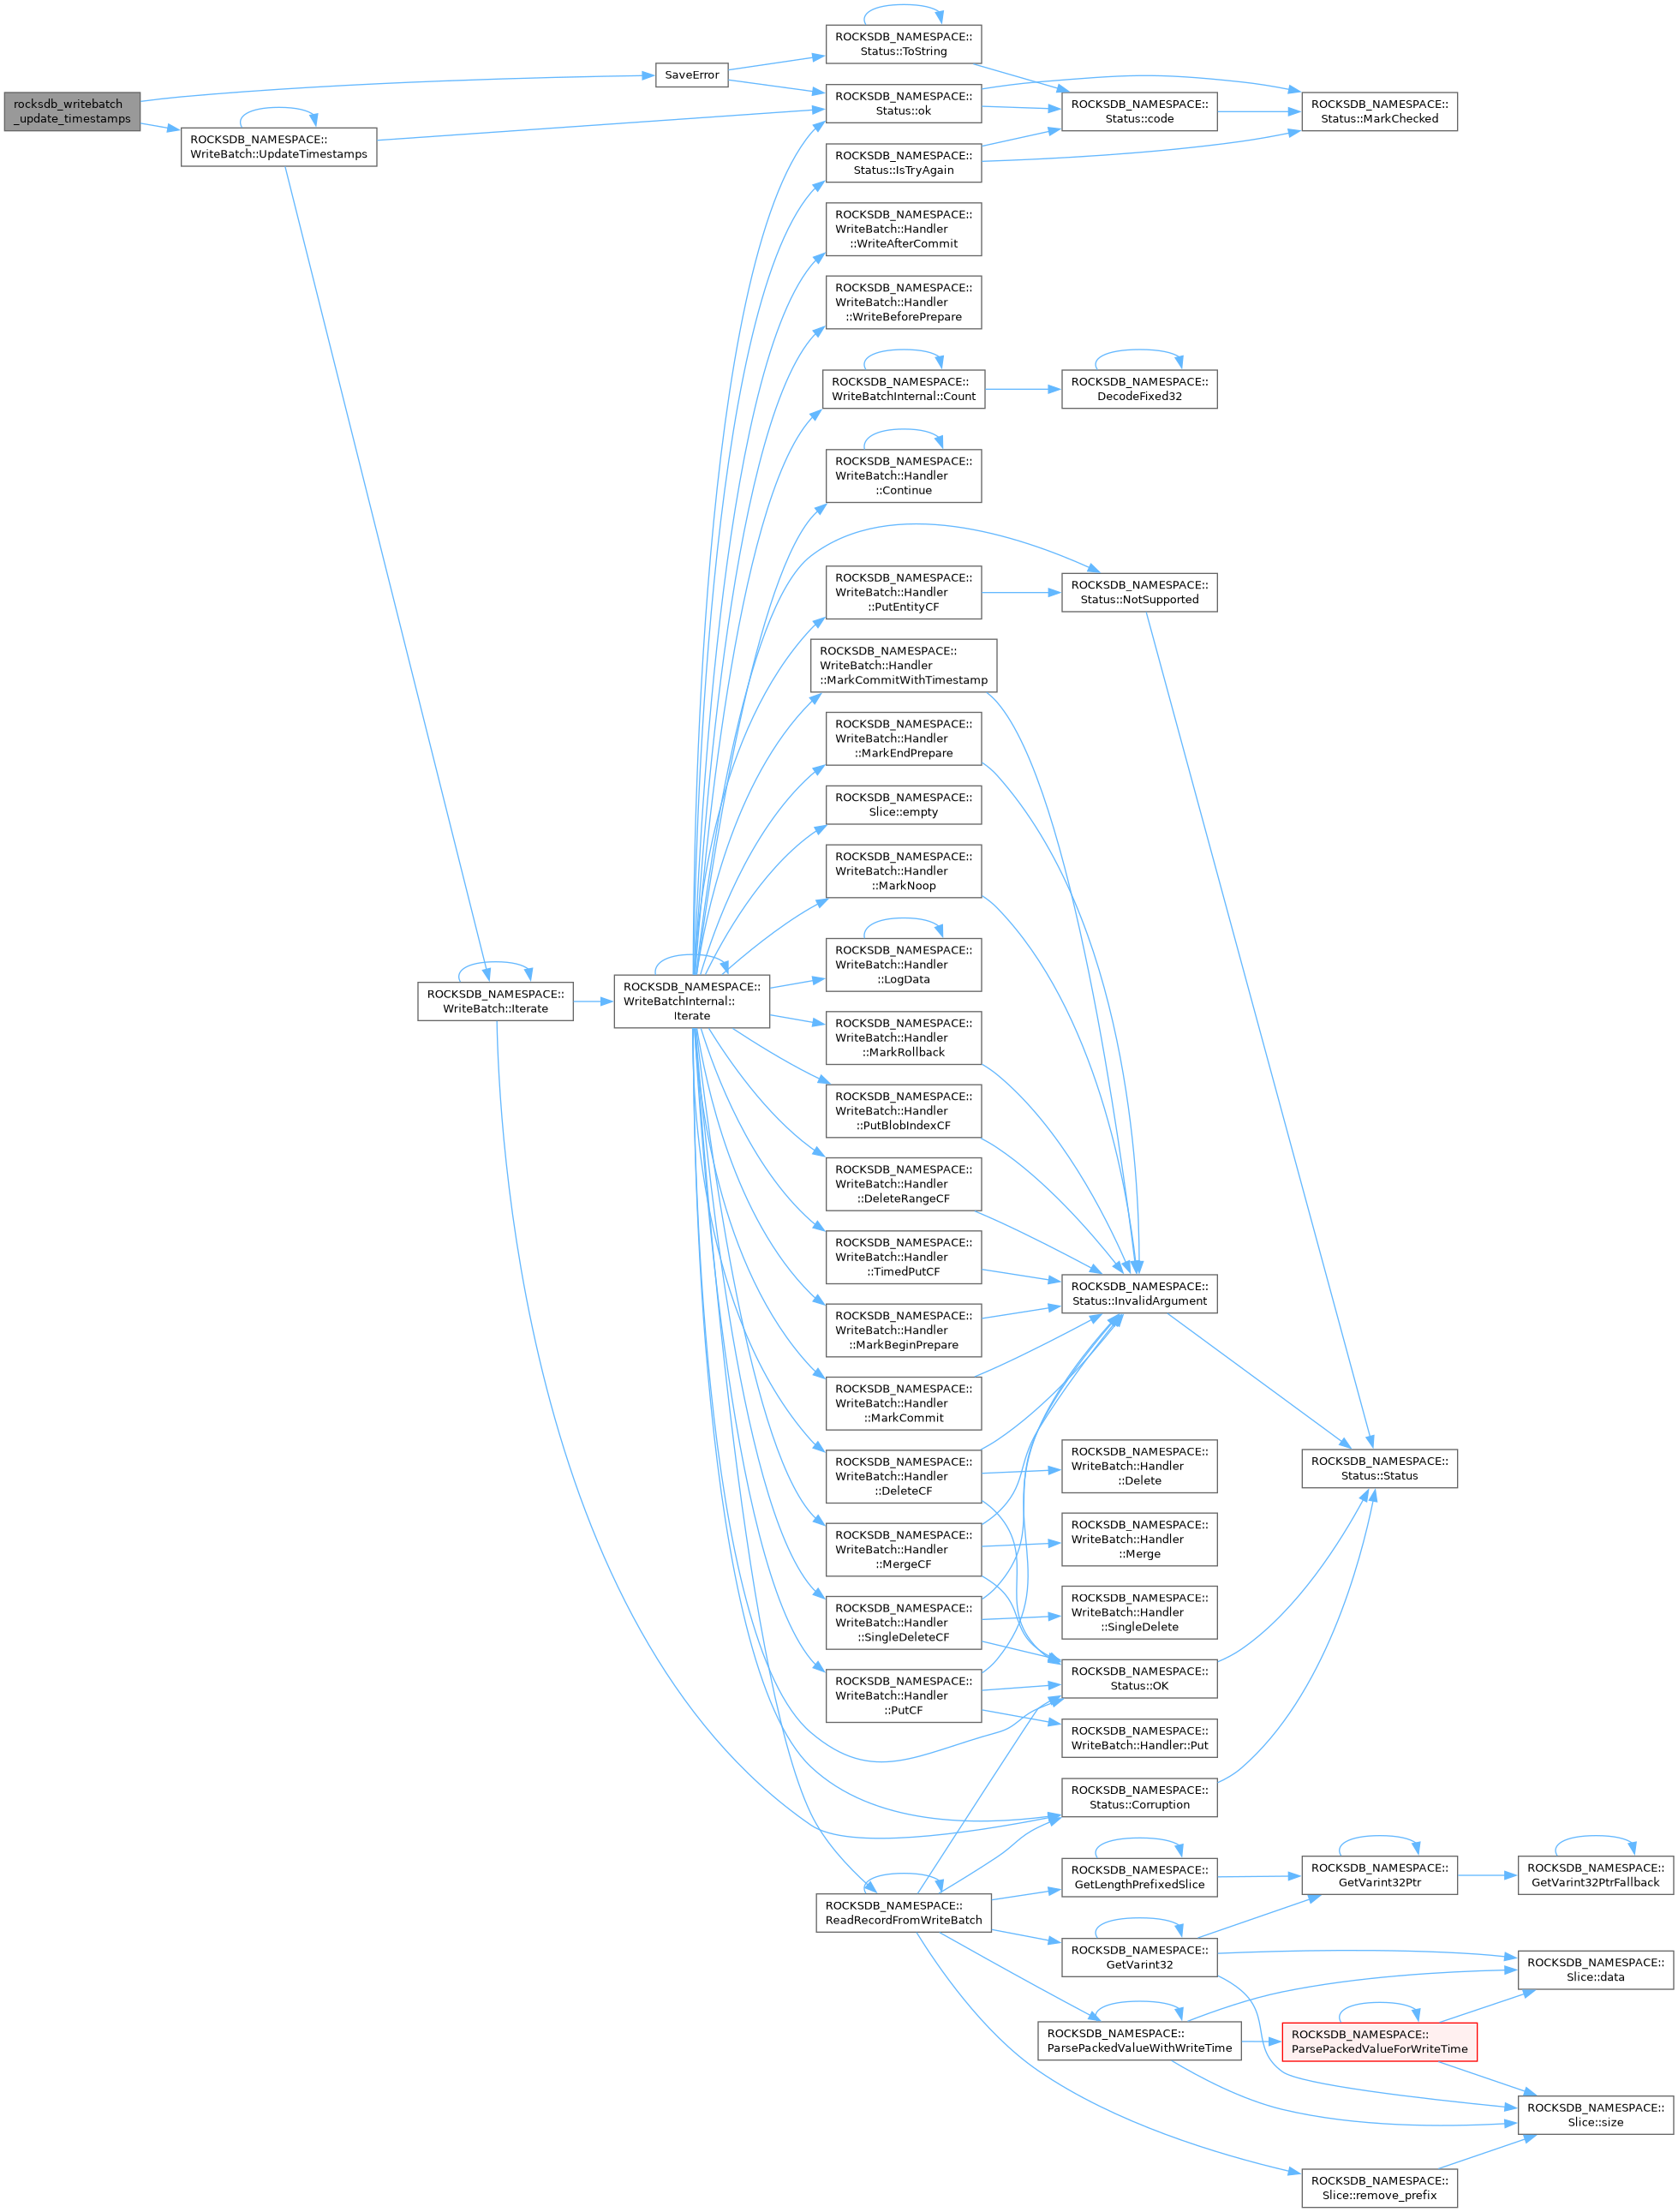 rocksdb_writebatch
_update_timestamps
SaveError
ROCKSDB_NAMESPACE::
WriteBatch::UpdateTimestamps
ROCKSDB_NAMESPACE::
WriteBatch::Iterate
ROCKSDB_NAMESPACE::
WriteBatchInternal::
Iterate
ROCKSDB_NAMESPACE::
Status::ToString
ROCKSDB_NAMESPACE::
Status::ok
ROCKSDB_NAMESPACE::
Status::IsTryAgain
ROCKSDB_NAMESPACE::
WriteBatch::Handler
::WriteAfterCommit
ROCKSDB_NAMESPACE::
WriteBatch::Handler
::WriteBeforePrepare
ROCKSDB_NAMESPACE::
WriteBatchInternal::Count
ROCKSDB_NAMESPACE::
WriteBatch::Handler
::Continue
ROCKSDB_NAMESPACE::
WriteBatch::Handler
::PutEntityCF
ROCKSDB_NAMESPACE::
WriteBatch::Handler
::MarkCommitWithTimestamp
ROCKSDB_NAMESPACE::
WriteBatch::Handler
::MarkEndPrepare
ROCKSDB_NAMESPACE::
Slice::empty
ROCKSDB_NAMESPACE::
WriteBatch::Handler
::MarkNoop
ROCKSDB_NAMESPACE::
WriteBatch::Handler
::LogData
ROCKSDB_NAMESPACE::
WriteBatch::Handler
::MarkRollback
ROCKSDB_NAMESPACE::
WriteBatch::Handler
::PutBlobIndexCF
ROCKSDB_NAMESPACE::
WriteBatch::Handler
::DeleteRangeCF
ROCKSDB_NAMESPACE::
WriteBatch::Handler
::TimedPutCF
ROCKSDB_NAMESPACE::
WriteBatch::Handler
::MarkBeginPrepare
ROCKSDB_NAMESPACE::
WriteBatch::Handler
::MarkCommit
ROCKSDB_NAMESPACE::
WriteBatch::Handler
::DeleteCF
ROCKSDB_NAMESPACE::
WriteBatch::Handler
::MergeCF
ROCKSDB_NAMESPACE::
WriteBatch::Handler
::SingleDeleteCF
ROCKSDB_NAMESPACE::
WriteBatch::Handler
::PutCF
ROCKSDB_NAMESPACE::
ReadRecordFromWriteBatch
ROCKSDB_NAMESPACE::
Status::code
ROCKSDB_NAMESPACE::
DecodeFixed32
ROCKSDB_NAMESPACE::
Status::NotSupported
ROCKSDB_NAMESPACE::
Status::InvalidArgument
ROCKSDB_NAMESPACE::
WriteBatch::Handler
::Delete
ROCKSDB_NAMESPACE::
WriteBatch::Handler
::Merge
ROCKSDB_NAMESPACE::
WriteBatch::Handler
::SingleDelete
ROCKSDB_NAMESPACE::
Status::OK
ROCKSDB_NAMESPACE::
WriteBatch::Handler::Put
ROCKSDB_NAMESPACE::
Status::Corruption
ROCKSDB_NAMESPACE::
GetLengthPrefixedSlice
ROCKSDB_NAMESPACE::
GetVarint32
ROCKSDB_NAMESPACE::
ParsePackedValueWithWriteTime
ROCKSDB_NAMESPACE::
Status::MarkChecked
ROCKSDB_NAMESPACE::
Status::Status
ROCKSDB_NAMESPACE::
GetVarint32Ptr
ROCKSDB_NAMESPACE::
ParsePackedValueForWriteTime
ROCKSDB_NAMESPACE::
Slice::remove_prefix
ROCKSDB_NAMESPACE::
GetVarint32PtrFallback
ROCKSDB_NAMESPACE::
Slice::data
ROCKSDB_NAMESPACE::
Slice::size